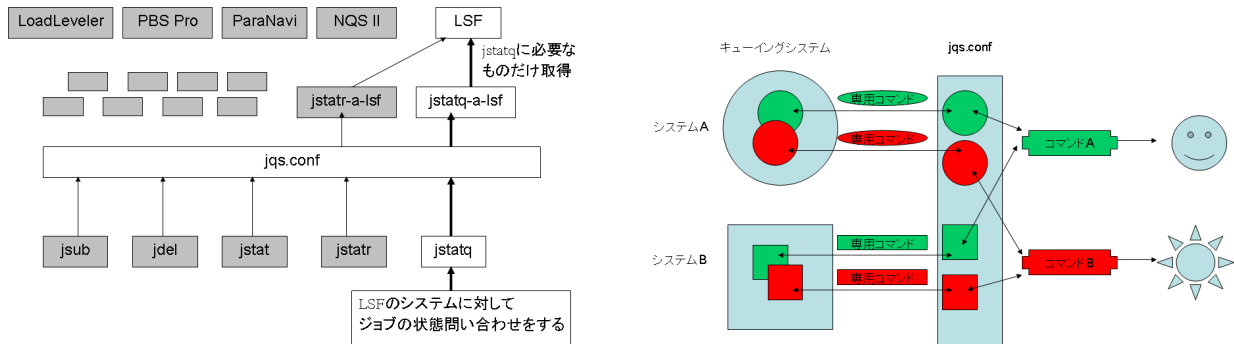 LoadLeveler
PBS Pro
ParaNavi
NQS II
LSF
jstatqに必要な
ものだけ取得
jstatr-a-lsf
jstatq-a-lsf
jqs.conf
jsub
jdel
jstat
jstatr
jstatq
LSFのシステムに対して
ジョブの状態問い合わせをする
キューイングシステム
jqs.conf
システムA
専用コマンド
専用コマンド
コマンドA
システムB
専用コマンド
専用コマンド
コマンドB